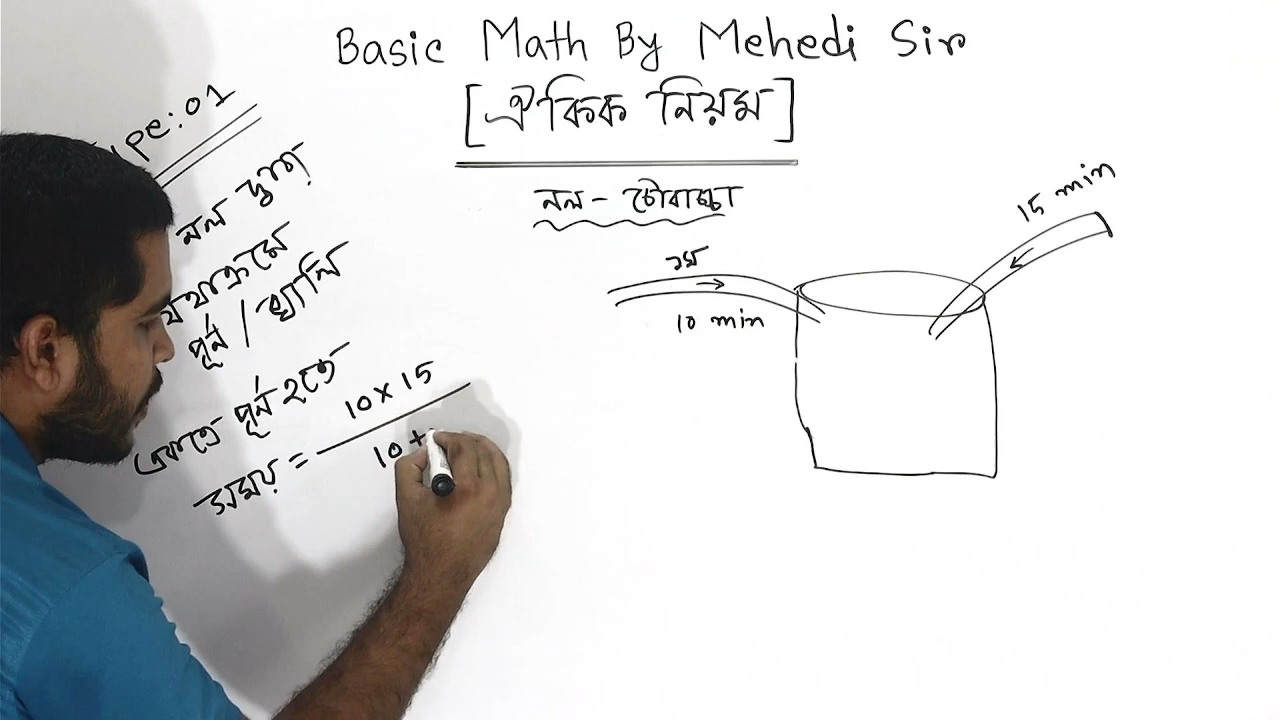 Basic Math By Mehedi Sir
[ঐকিক নিয়ম]
নল - চৌবাচ্চা
ype: 01
নল দ্বারা
যথাক্রমে
পূর্ন / খালি
একত্রে পূর্ন হতে
সময় = 10 × 15
10 +
১ম
10 min
15 min